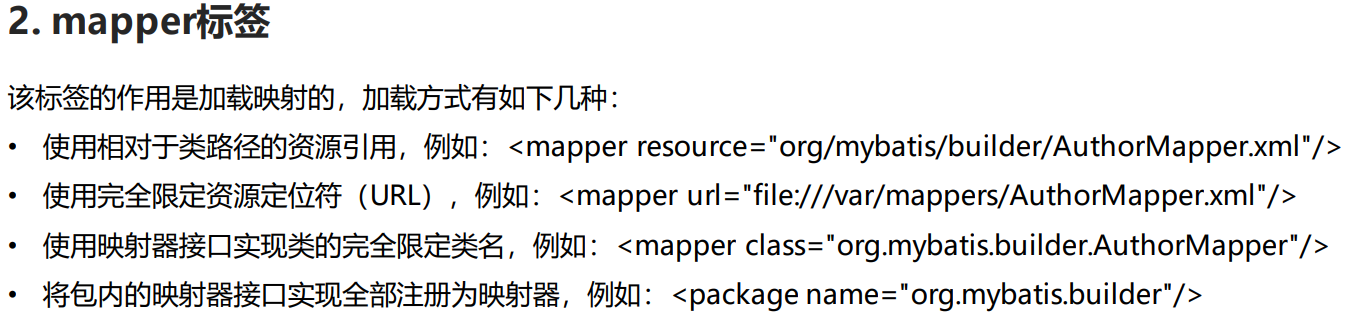 2. mapper标签
该标签的作用是加载映射的，加载方式有如下几种：
• 使用相对于类路径的资源引用，例如：<mapper resource="org/mybatis/builder/AuthorMapper.xml"/>
• 使用完全限定资源定位符（URL），例如：<mapper url="file:///var/mappers/AuthorMapper.xml"/>
• 使用映射器接口实现类的完全限定类名，例如：<mapper class="org.mybatis.builder.AuthorMapper"/>
• 将包内的映射器接口实现全部注册为映射器，例如：<package name="org.mybatis.builder"/>